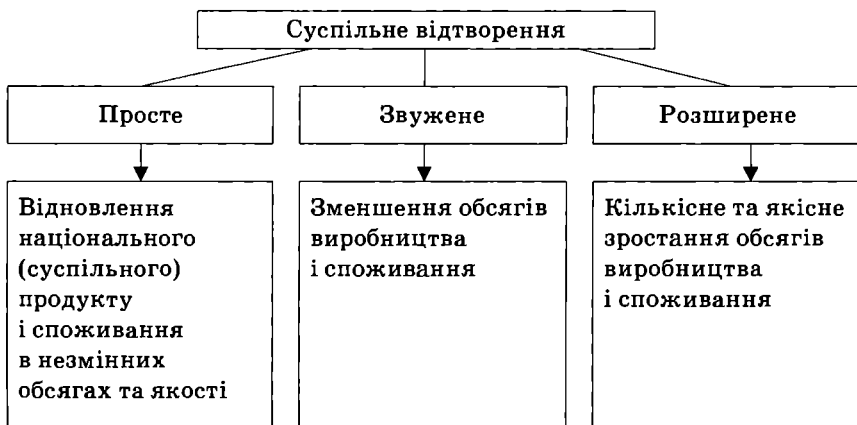 Суспільне відтворення
Просте
Звужене
Розширене
Відновлення
національного
(суспільного)
продукту
і споживання
в незмінних
обсягах та якості
Зменшення обсягів
виробництва
і споживання
Кількісне та якісне
зростання обсягів
виробництва
і споживання